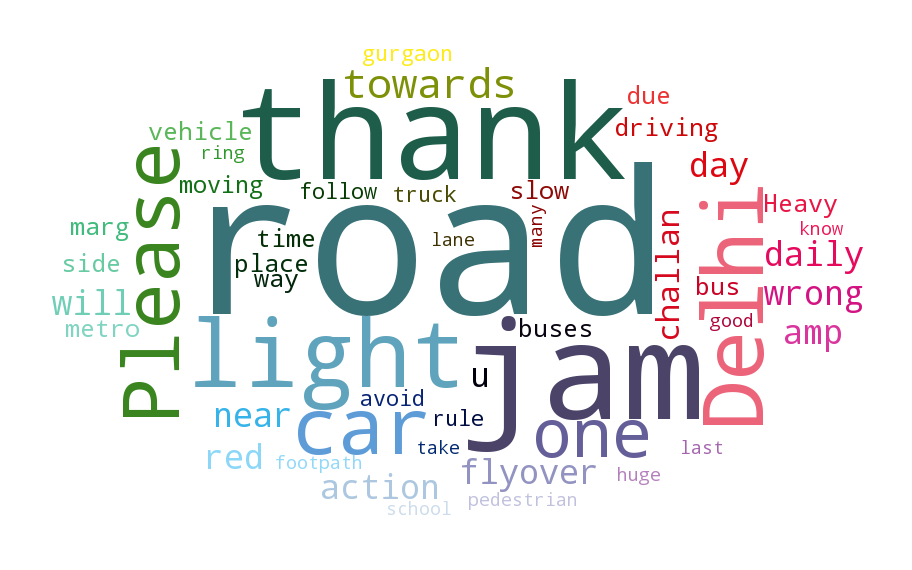 gurgaon
towards
due
thank
vehicle
driving
ring
Please
day
moving
follow
truck
slow
road
Delhi
Heavy
many
know
marg
time
lane
challan
side
place
daily
way
will
bus
wrong
metro
light
buses
good
jam
amp
u
avoid
near
car
rule
one
red
take
last
footpath
flyover
huge
action
pedestrian
school